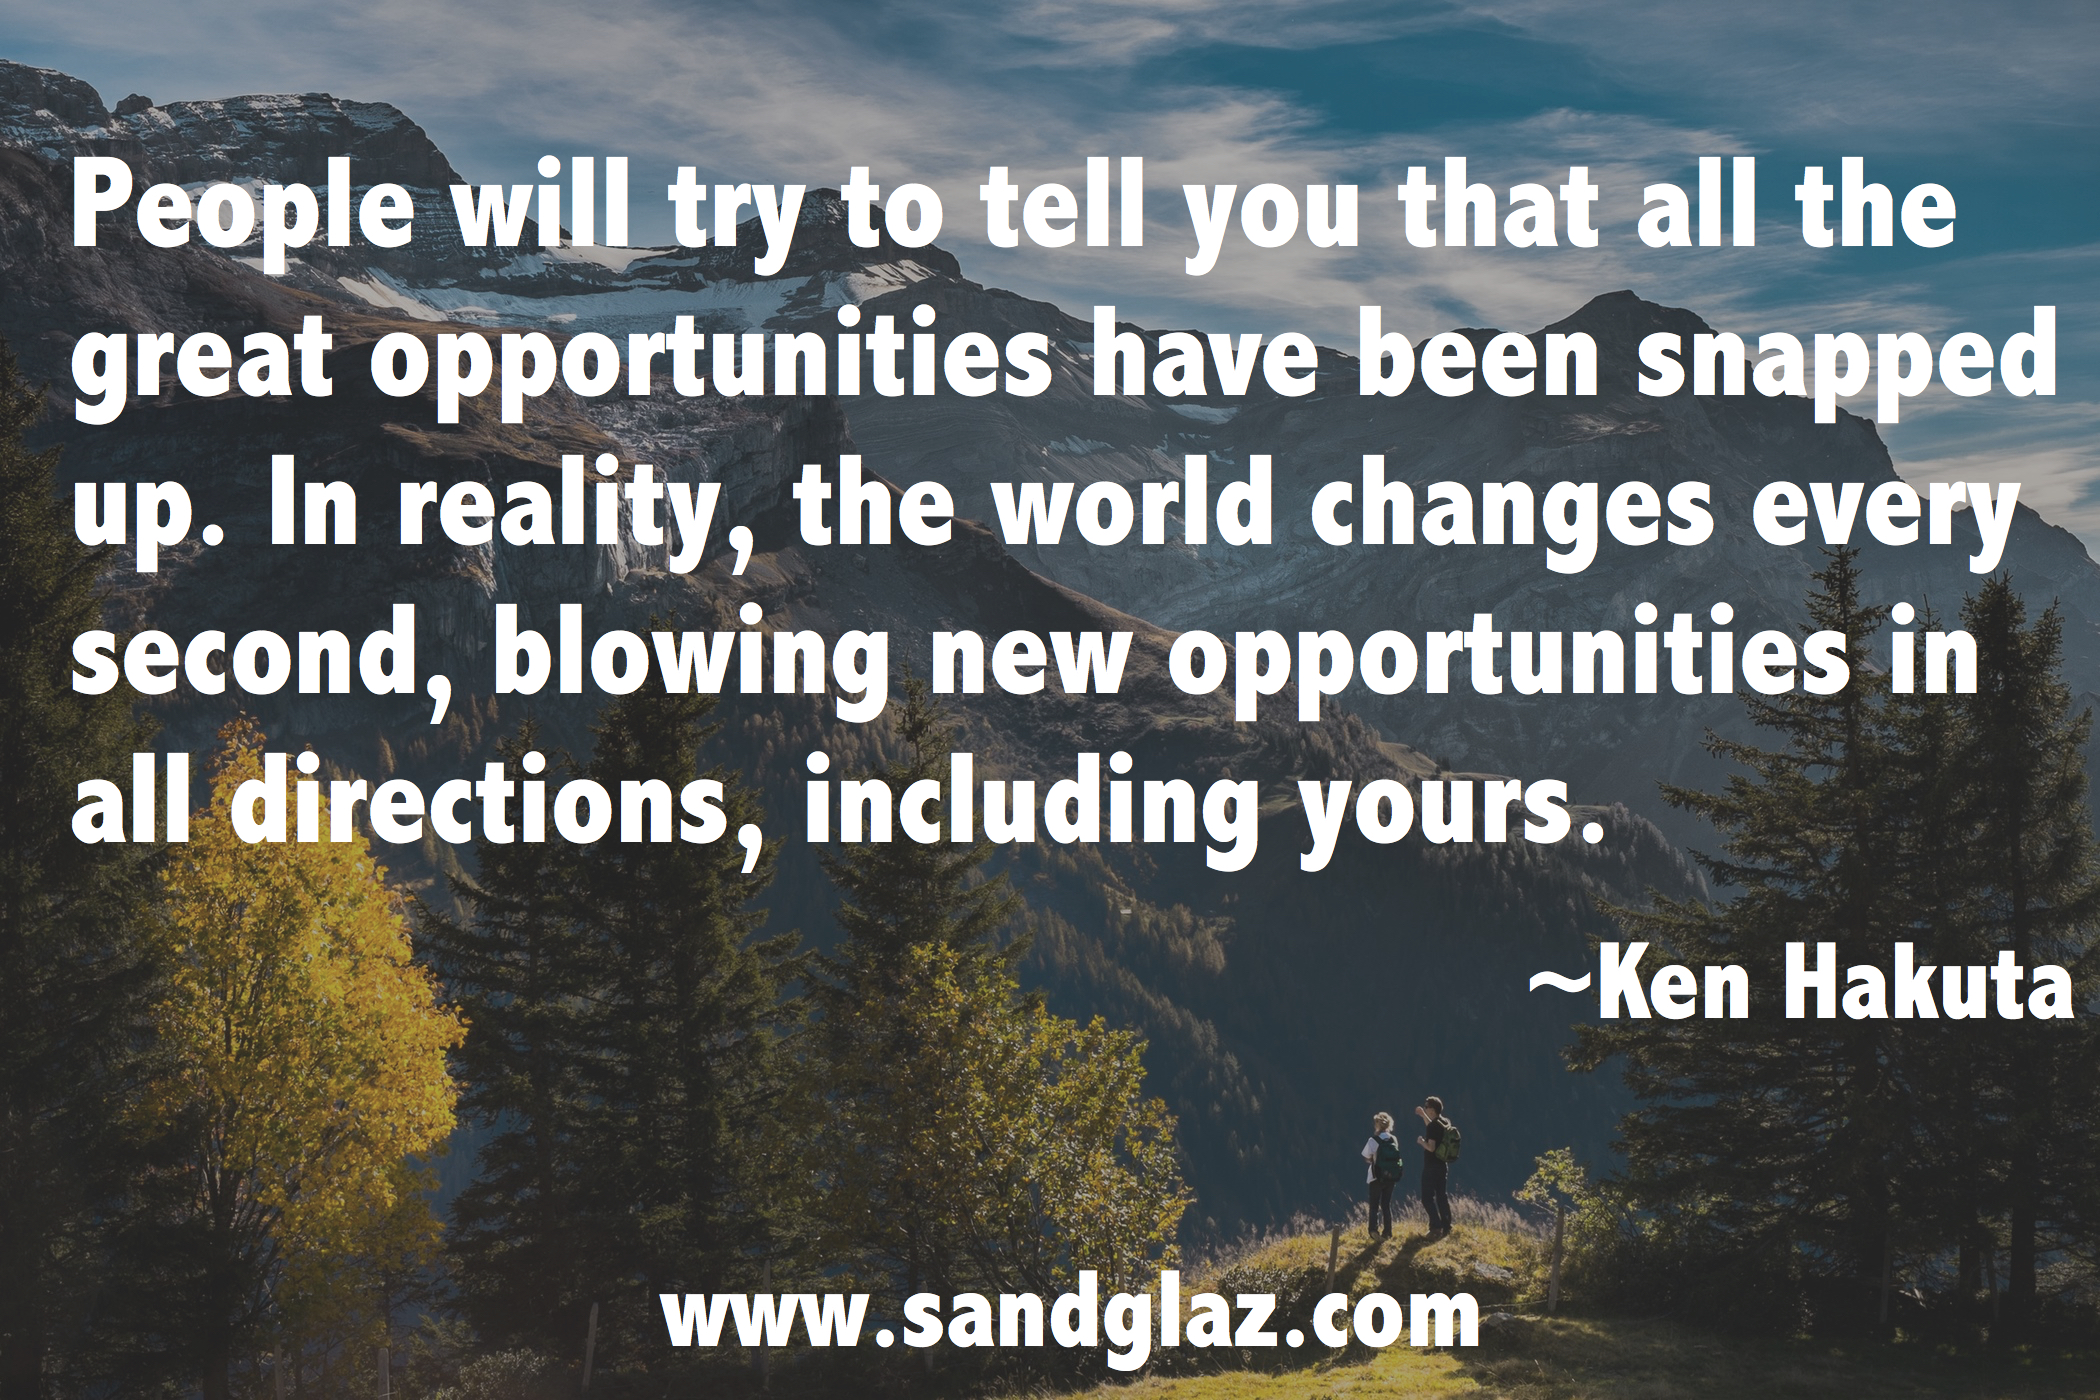 People will try to tell you that all the
great opportunities have been snapped
up. In reality, the world changes every
second, blowing new opportunities in
all directions, including yours.
~Ken Hakuta
www.sandglaz.com